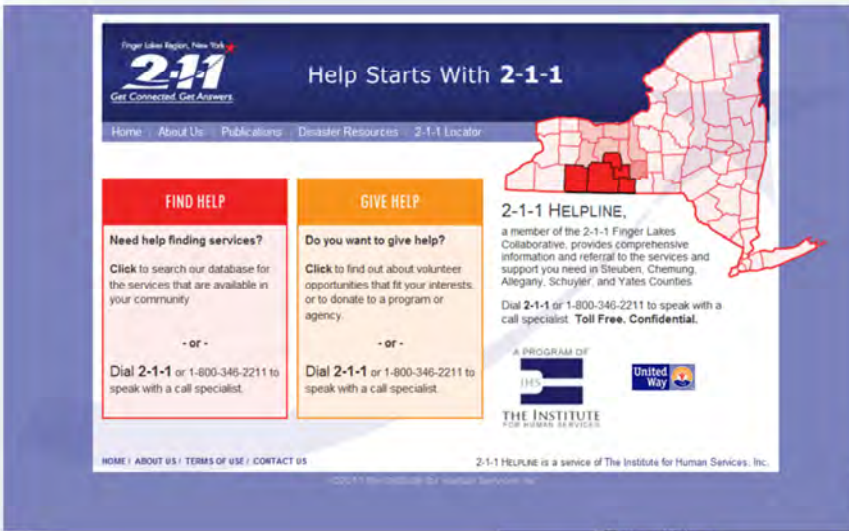 Finger Lakes Region, New York
2-1-1
Get Connected. Get Answers.
Help Starts With 2-1-1
Home About Us Publications Disaster Resources 2-1-1 Locator
FIND HELP
Need help finding services?
Click to search our database for
the services that are available in
your community
- or -
Dial 2-1-1 or 1-800-346-2211 to
speak with a call specialist.
GIVE HELP
Do you want to give help?
Click to find out about volunteer
opportunities that fit your interests,
or to donate to a program or
agency.
- or -
Dial 2-1-1 or 1-800-346-2211 to
speak with a call specialist.
2-1-1 HELPLINE,
a member of the 2-1-1 Finger Lakes
Collaborative, provides comprehensive
information and referral to the services and
support you need in Steuben, Chemung,
Allegany, Schuyler, and Yates Counties
Dial 2-1-1 or 1-800-346-2211 to speak with a
call specialist. Toll Free. Confidential.
A PROGRAM OF
IHS
THE INSTITUTE
FOR HUMAN SERVICES
United
Way
HOME / ABOUT US / TERMS OF USE / CONTACT US
2-1-1 HELPLINE is a service of The Institute for Human Services, Inc.
the Institute for Human Services Inc